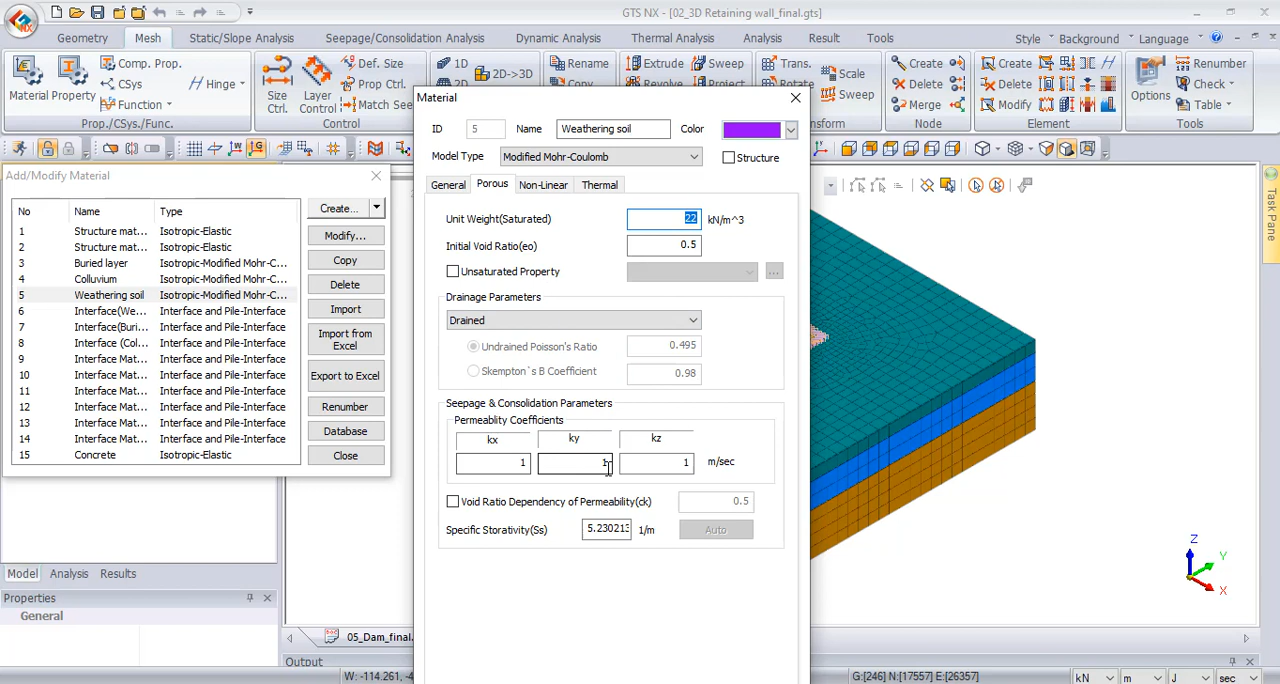 GTS NX - [02_3D Retaining wall_final.gts]
Geometry Mesh Static/Slope Analysis Seepage/Consolidation Analysis Dynamic Analysis Thermal Analysis Analysis Result Tools Style Background Language
Comp. Prop. Def. Size 1D 2D->3D Rename Extrude Sweep Trans. Scale Create Create Renumber
Material Property CSys Hinge Size Ctrl. Layer Control Prop Ctrl. Delete Delete Options Check
Function Match See Sweep Merge Modify Table
Prop./CSys./Func. Control Node Element Tools
Add/Modify Material
No Name Type
1 Structure mat... Isotropic-Elastic
2 Structure mat... Isotropic-Elastic
3 Buried layer Isotropic-Modified Mohr-C...
4 Colluvium Isotropic-Modified Mohr-C...
5 Weathering soil Isotropic-Modified Mohr-C...
6 Interface(We... Interface and Pile-Interface
7 Interface(Buri... Interface and Pile-Interface
8 Interface(Col... Interface and Pile-Interface
9 Interface Mat... Interface and Pile-Interface
10 Interface Mat... Interface and Pile-Interface
11 Interface Mat... Interface and Pile-Interface
12 Interface Mat... Interface and Pile-Interface
13 Interface Mat... Interface and Pile-Interface
14 Interface Mat... Interface and Pile-Interface
15 Concrete Isotropic-Elastic
Create...
Modify...
Copy
Delete
Import
Import from
Excel
Export to Excel
Renumber
Database
Close
Material
ID 5 Name Weathering soil Color
Model Type Modified Mohr-Coulomb Structure
General Porous Non-Linear Thermal
Unit Weight(Saturated) 22 kN/m^3
Initial Void Ratio(eo) 0.5
Unsaturated Property ...
Drainage Parameters
Drained
Undrained Poisson's Ratio 0.495
Skempton`s B Coefficient 0.98
Seepage & Consolidation Parameters
Permeablity Coefficients
kx ky kz
1 1 1 m/sec
Void Ratio Dependency of Permeability(ck) 0.5
Specific Storativity(Ss) 5.230213 1/m Auto
Task Pane
Z
Y
X
Model Analysis Results
Properties
General
05_Dam_final.
Output
W: -114.261, -4
G:[246] N:[17557] E:[26357] kN m J sec